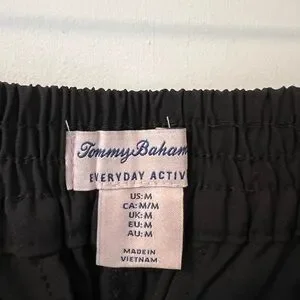 Tommy Baham
EVERYDAY ACTIV
US: M
CA: M/M
UK: M
EU: M
AU: M
MADE IN
VIETNAM